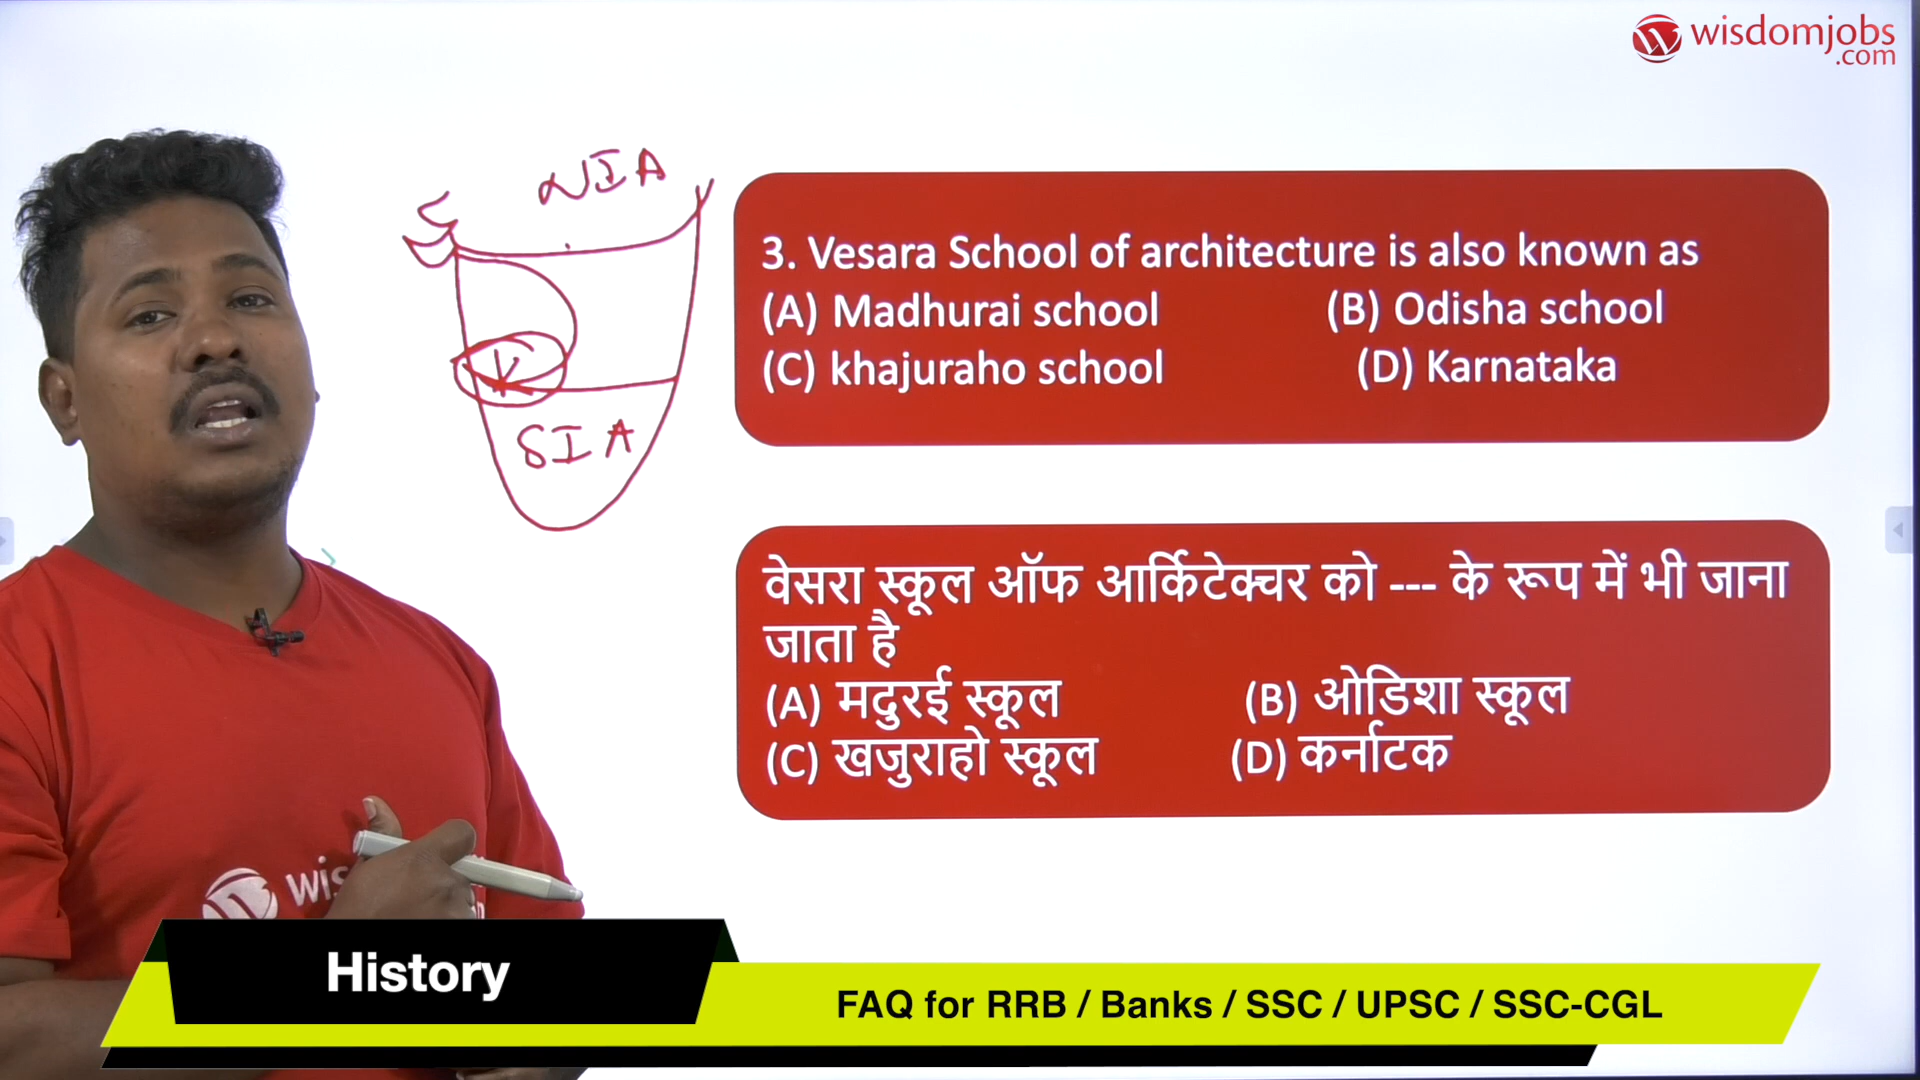 wisdomjobs
.com
NIA
K
SIA
3. Vesara School of architecture is also known as
(A) Madhurai school (B) Odisha school
(C) khajuraho school (D) Karnataka
वेसरा स्कूल ऑफ आर्किटेक्चर को --- के रूप में भी जाना
जाता है
(A) मदुरई स्कूल (B) ओडिशा स्कूल
(C) खजुराहो स्कूल (D) कर्नाटक
wis
History
FAQ for RRB / Banks / SSC / UPSC / SSC-CGL